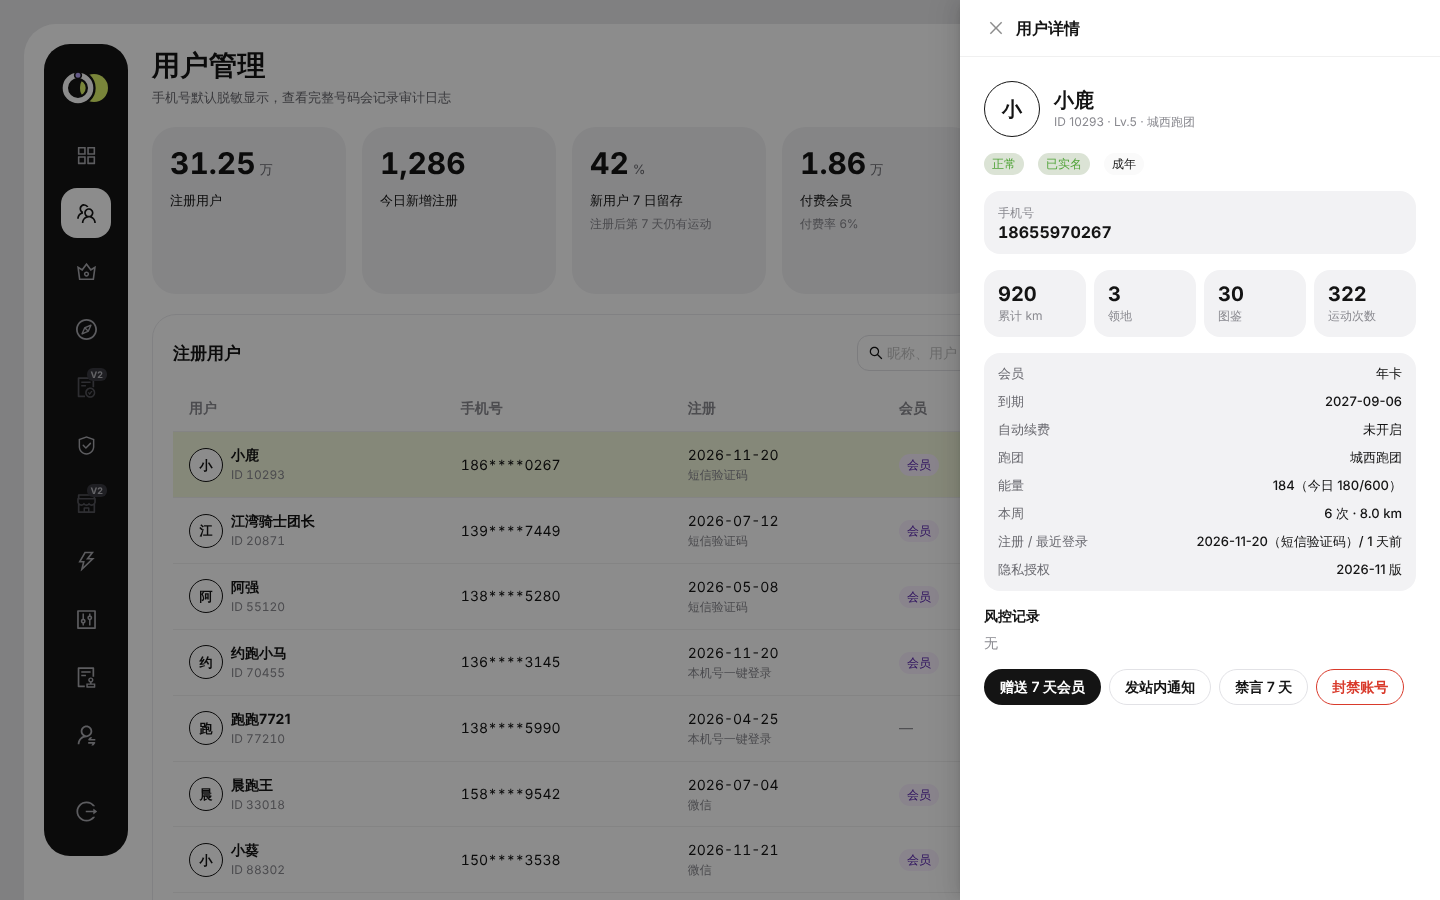 用户管理
手机号默认脱敏显示，查看完整号码会记录审计日志
31.25 万
注册用户
1,286
今日新增注册
42 %
新用户 7 日留存
注册后第 7 天仍有运动
1.86 万
付费会员
付费率 6%
V2
V2
注册用户
昵称、用户
用户 手机号 注册 会员
小 小鹿 186****0267 2026-11-20 会员
ID 10293 短信验证码
江 江湾骑士团长 139****7449 2026-07-12 会员
ID 20871 短信验证码
阿 阿强 138****5280 2026-05-08 会员
ID 55120 短信验证码
约 约跑小马 136****3145 2026-11-20 会员
ID 70455 本机号一键登录
跑 跑跑7721 138****5990 2026-04-25 —
ID 77210 本机号一键登录
晨 晨跑王 158****9542 2026-07-04 会员
ID 33018 微信
小 小葵 150****3538 2026-11-21 会员
ID 88302 微信
用户详情
小 小鹿
ID 10293 · Lv.5 · 城西跑团
正常 已实名 成年
手机号
18655970267
920 3 30 322
累计 km 领地 图鉴 运动次数
会员 年卡
到期 2027-09-06
自动续费 未开启
跑团 城西跑团
能量 184（今日 180/600）
本周 6 次 · 8.0 km
注册 / 最近登录 2026-11-20（短信验证码）/ 1 天前
隐私授权 2026-11 版
风控记录
无
赠送 7 天会员 发站内通知 禁言 7 天 封禁账号